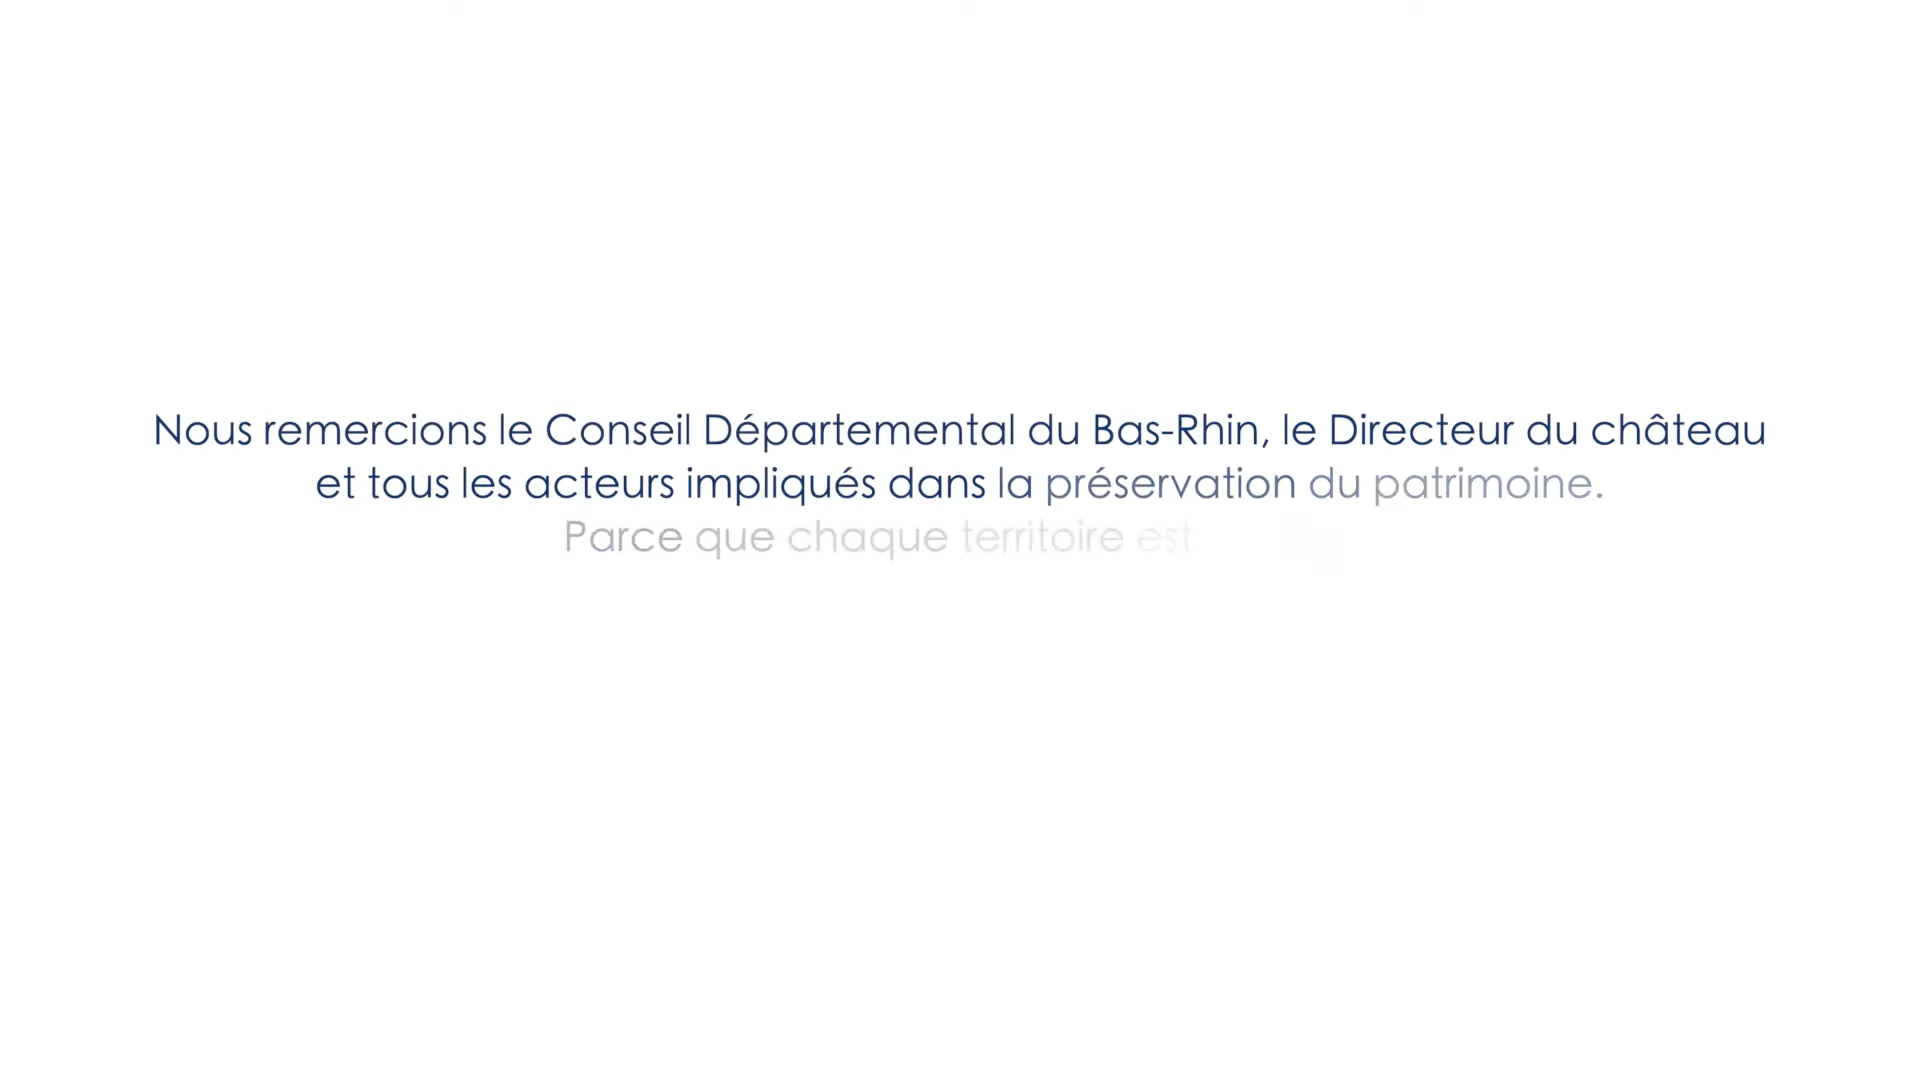 Nous remercions le Conseil Départemental du Bas-Rhin, le Directeur du château
et tous les acteurs impliqués dans la préservation du patrimoine.
Parce que chaque territoire est